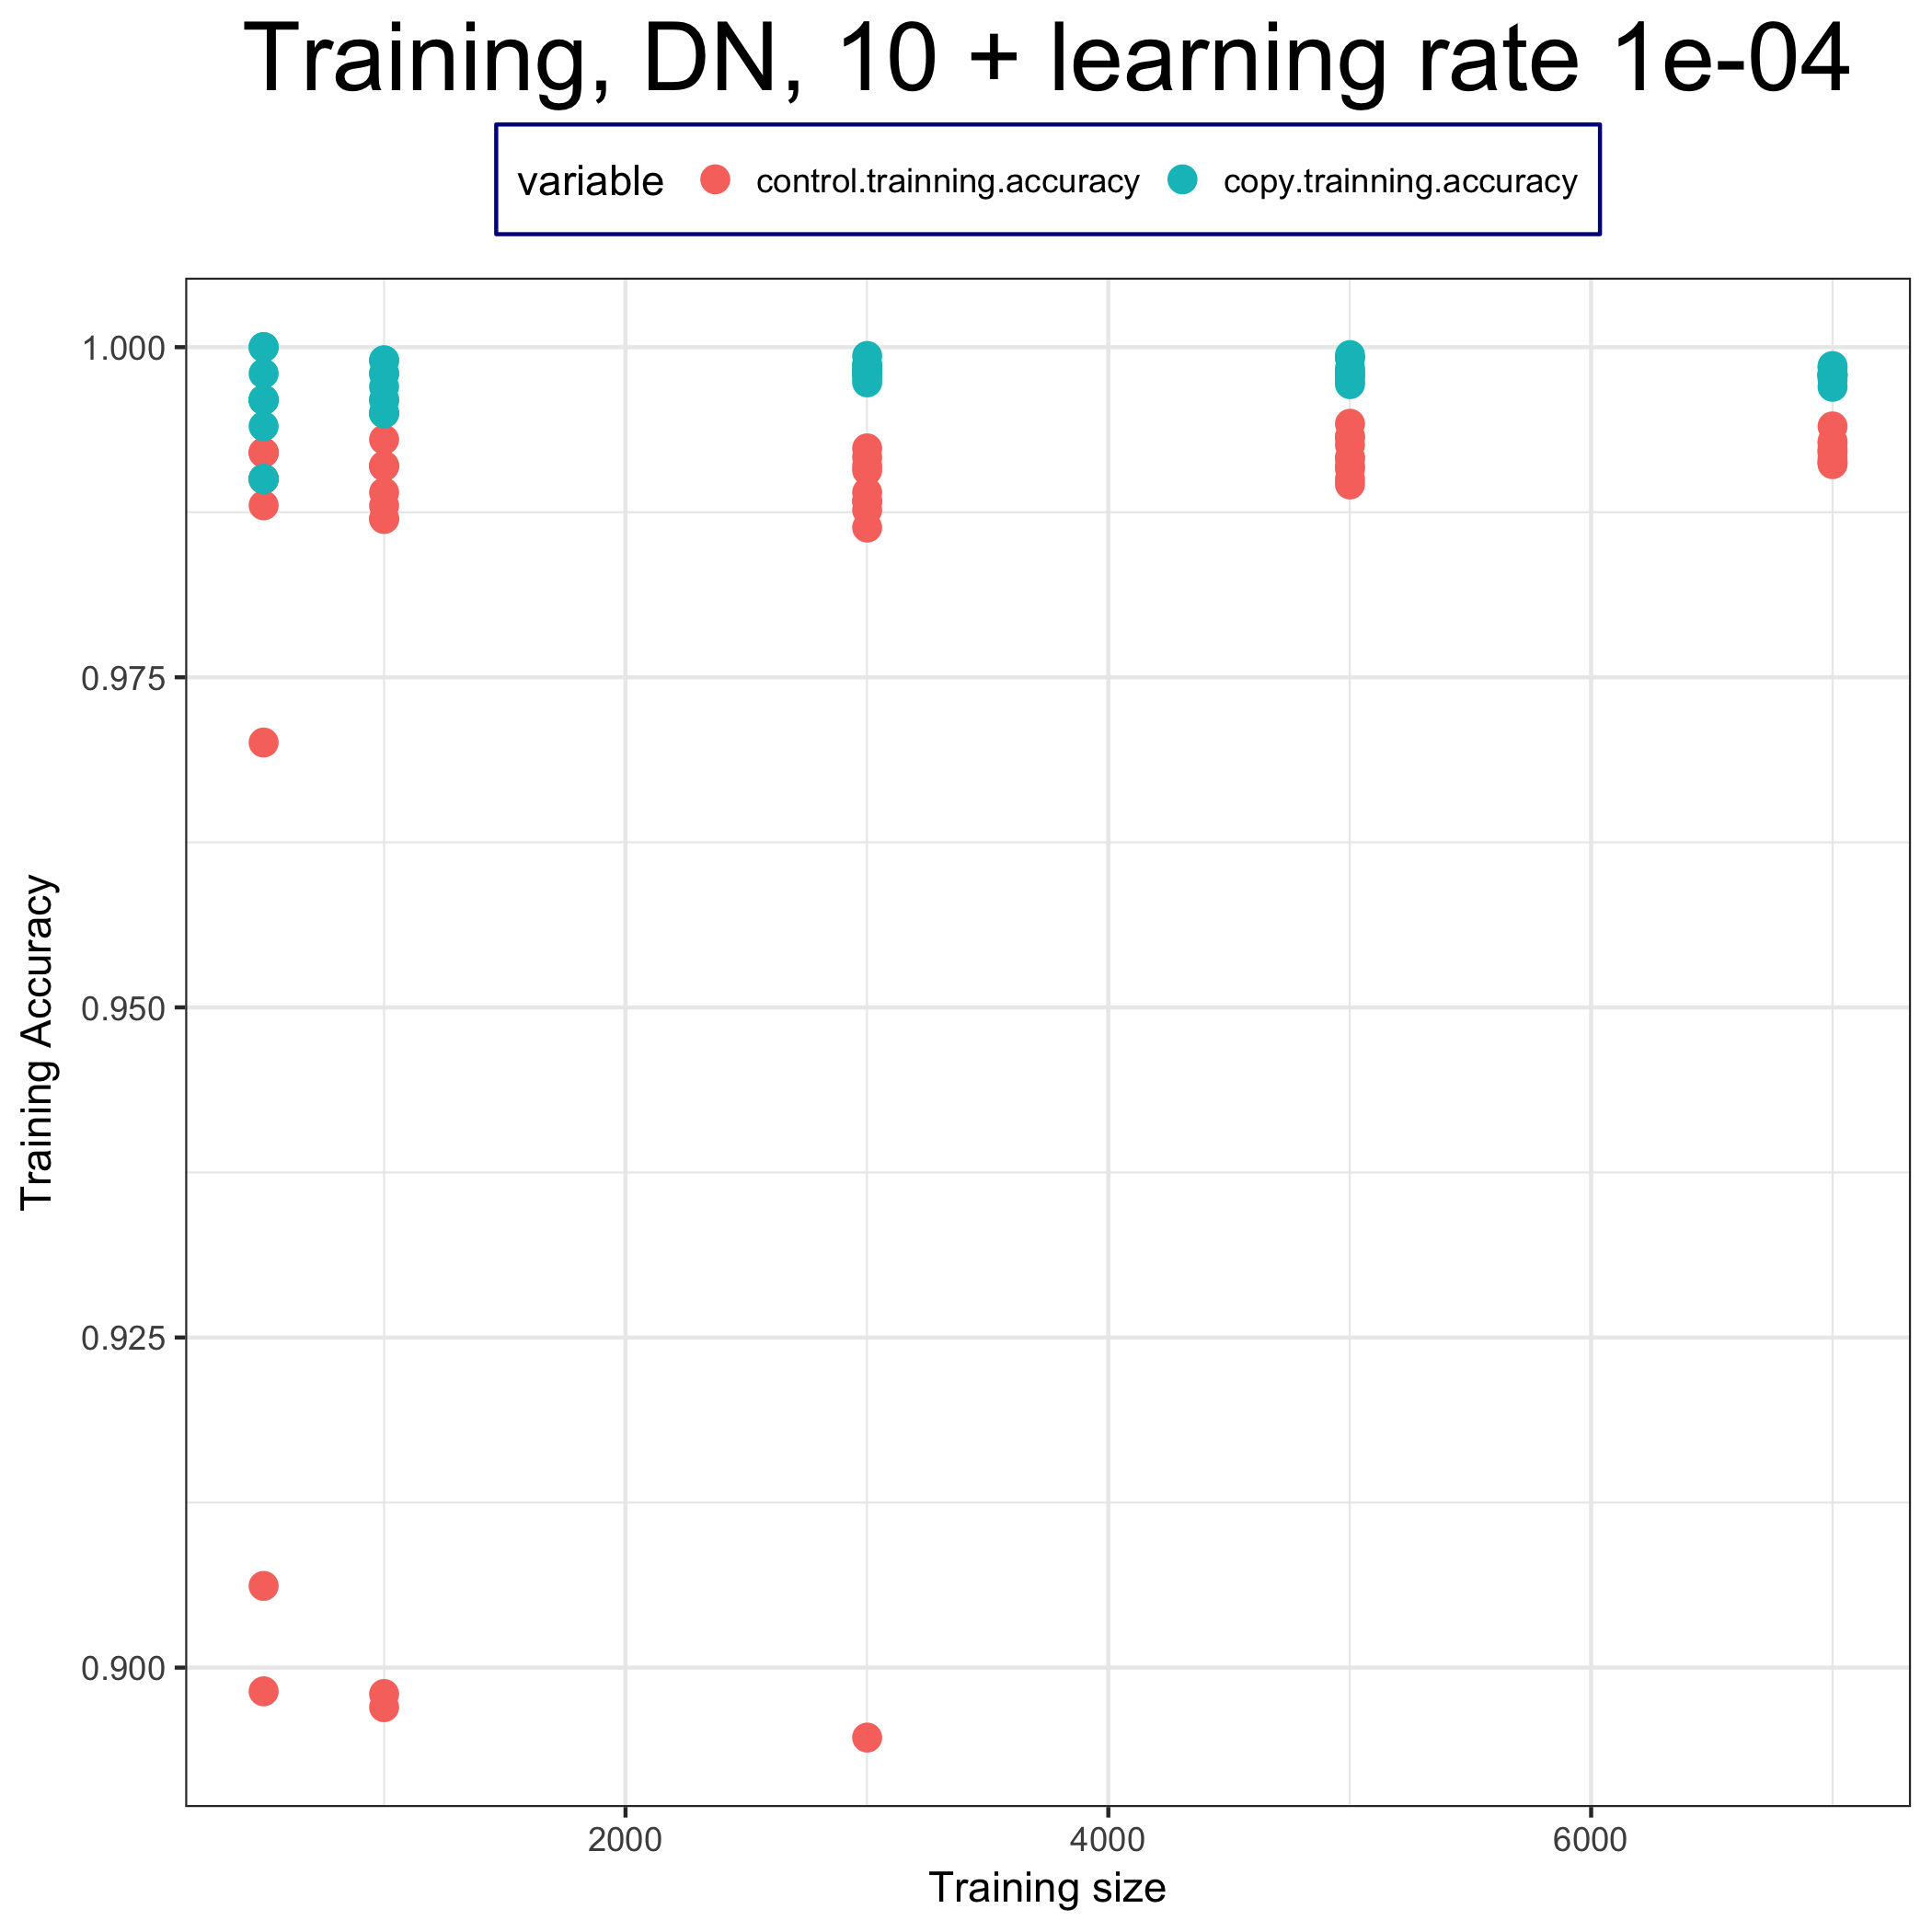 Training, DN, 10 + learning rate 1e-04
variable control.trainning.accuracy copy.trainning.accuracy
1.000
0.975
0.950
0.925
0.900
Training Accuracy
2000 4000 6000
Training size